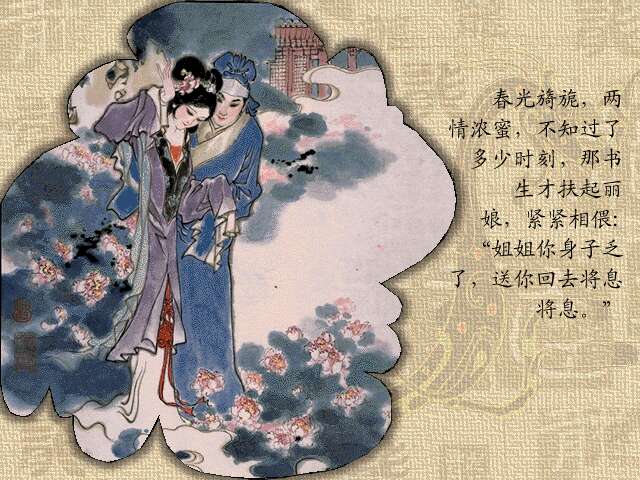 春光旖旎，两
情浓蜜，不知过了
多少时刻，那书
生才扶起丽
娘，紧紧相偎：
“姐姐你身子乏
了，送你回去将息
将息。”